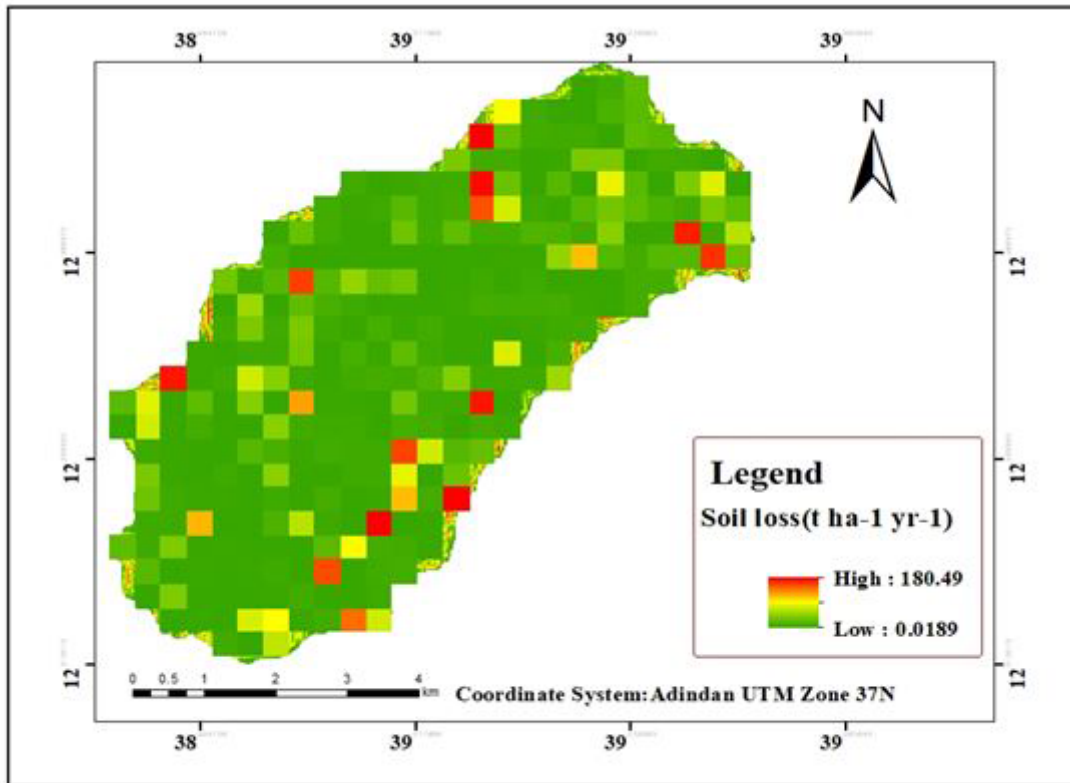 38 39 39 39
N
12 12
12 12
12 12
Legend
Soil loss(t ha-1 yr-1)
High : 180.49
Low : 0.0189
0 0.5 1 2 3 4
km
Coordinate System: Adindan UTM Zone 37N
38 39 39 39